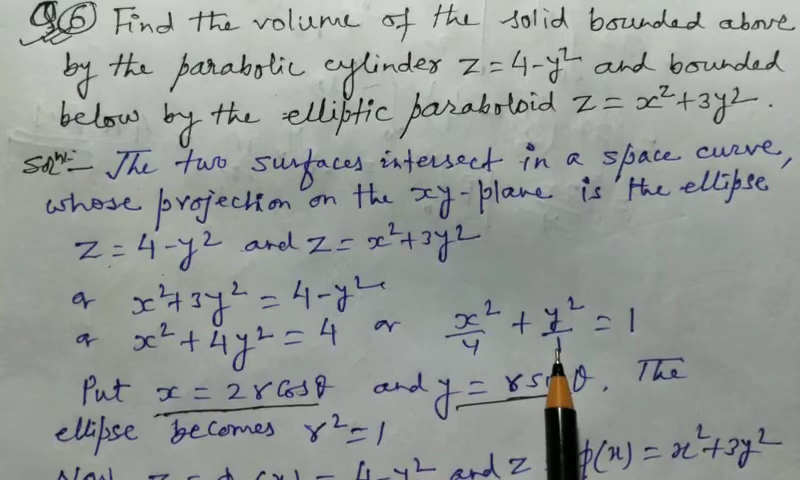 Q6 Find the volume of the solid bounded above
by the parabolic cylinder z = 4 - y² and bounded
below by the elliptic paraboloid z = x² + 3y².
Solⁿ:- The two surfaces intersect in a space curve,
whose projection on the xy-plane is the ellipse
z = 4 - y² and z = x² + 3y²
or x² + 3y² = 4 - y²
or x² + 4y² = 4 or x²/4 + y²/1 = 1
Put x = 2r cosθ and y = r si θ. The
ellipse becomes r² = 1
z = (x) = 4 - y² and z φ(x) = x² + 3y²